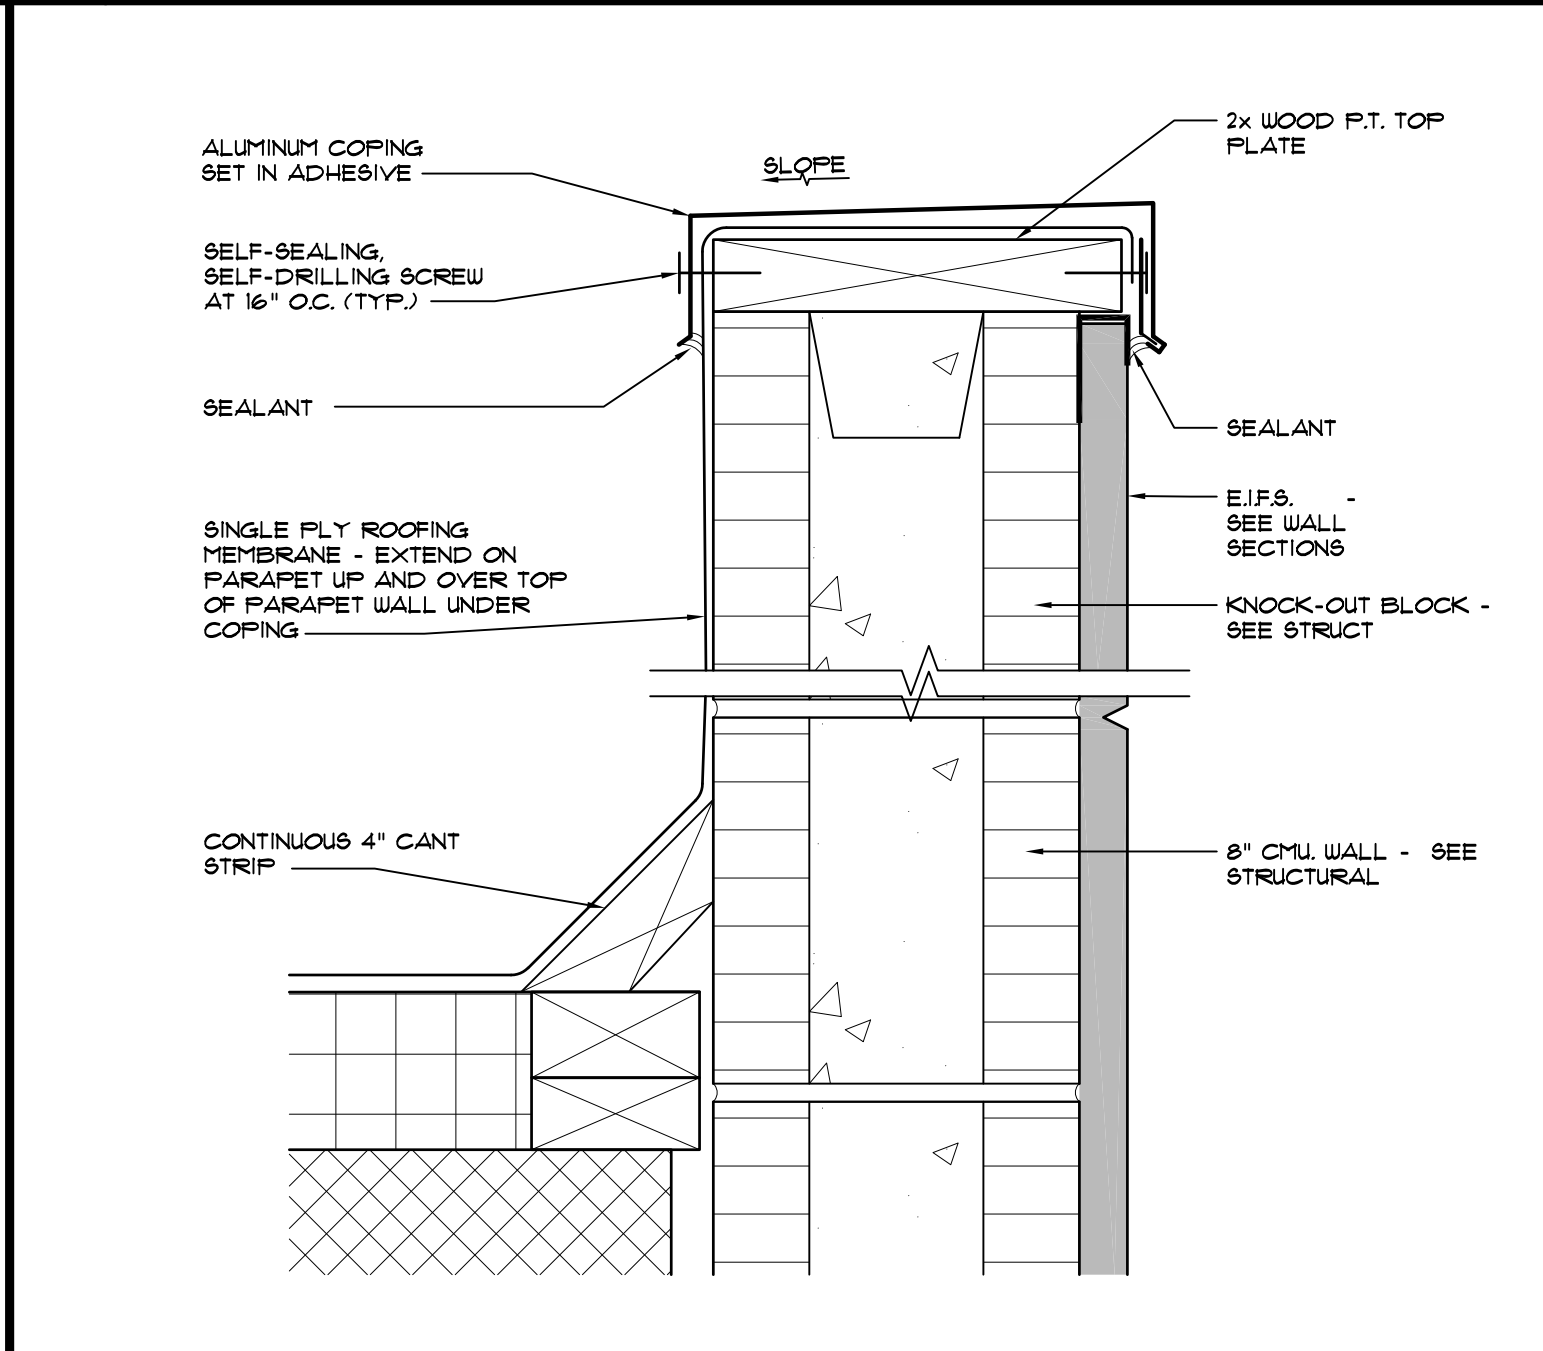 ALUMINUM COPING
SET IN ADHESIVE
SELF-SEALING,
SELF-DRILLING SCREW
AT 16" O.C. (TYP.)
SEALANT
SINGLE PLY ROOFING
MEMBRANE - EXTEND ON
PARAPET UP AND OVER TOP
OF PARAPET WALL UNDER
COPING
CONTINUOUS 4" CANT
STRIP
SLOPE
2x WOOD P.T. TOP
PLATE
SEALANT
E.I.F.S. -
SEE WALL
SECTIONS
KNOCK-OUT BLOCK -
SEE STRUCT
8" CMU. WALL - SEE
STRUCTURAL